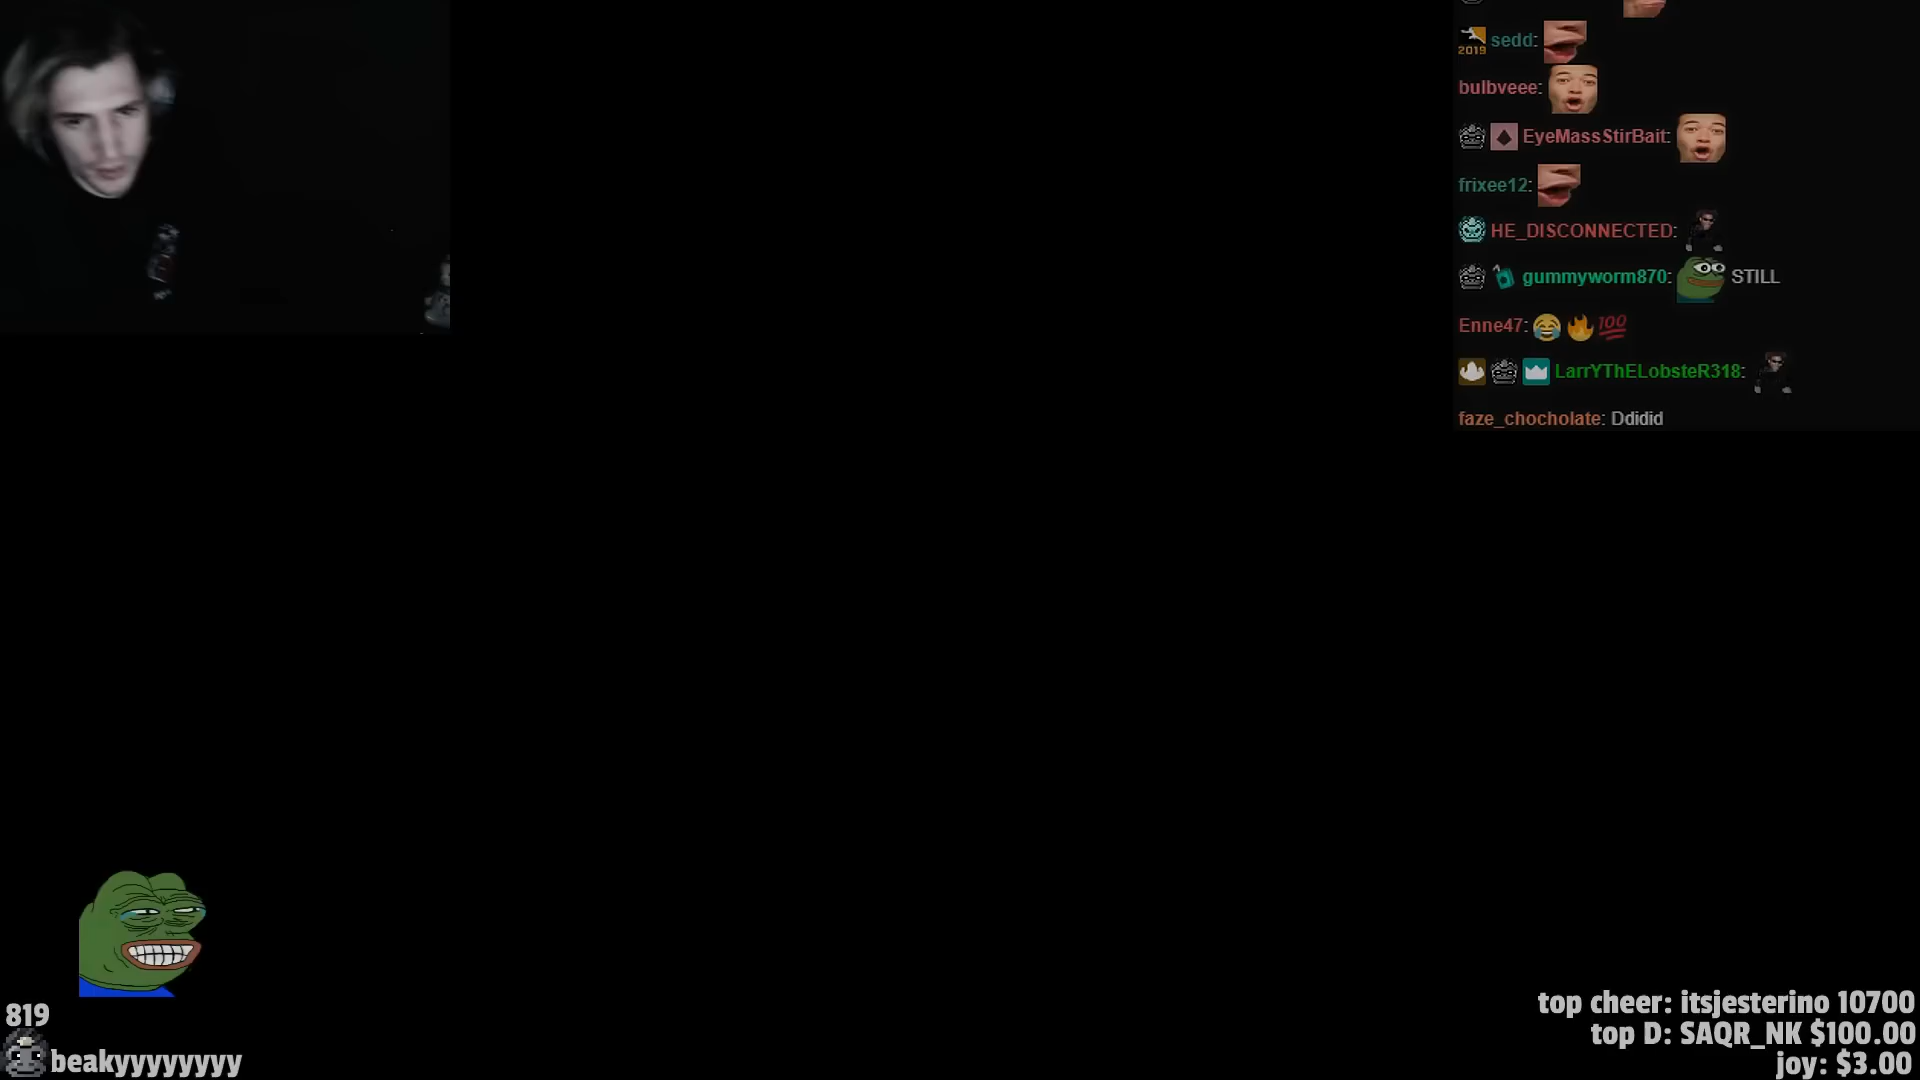 2019 sedd:
bulbveee:
EyeMassStirBait:
frixee12:
HE_DISCONNECTED:
gummyworm870: STILL
Enne47: 😂 🔥 💯
LarrYThELobsteR318:
faze_chocholate: Ddidid
819
beakyyyyyyyy
top cheer: itsjesterino 10700
top D: SAQR_NK $100.00
joy: $3.00